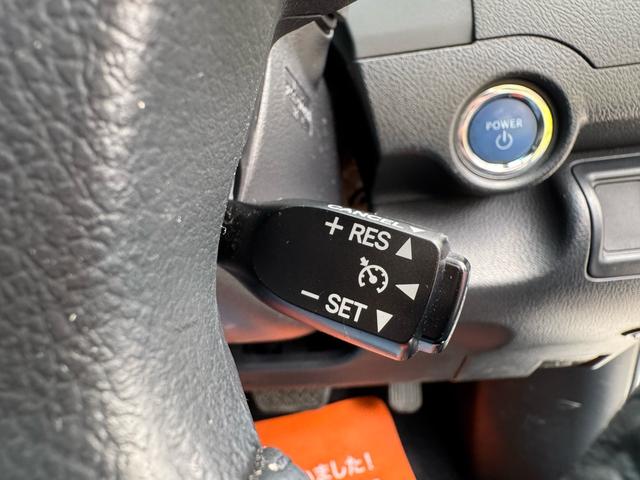 POWER
CANCEL ▼
+ RES ▲
◀
− SET ▼
ました!